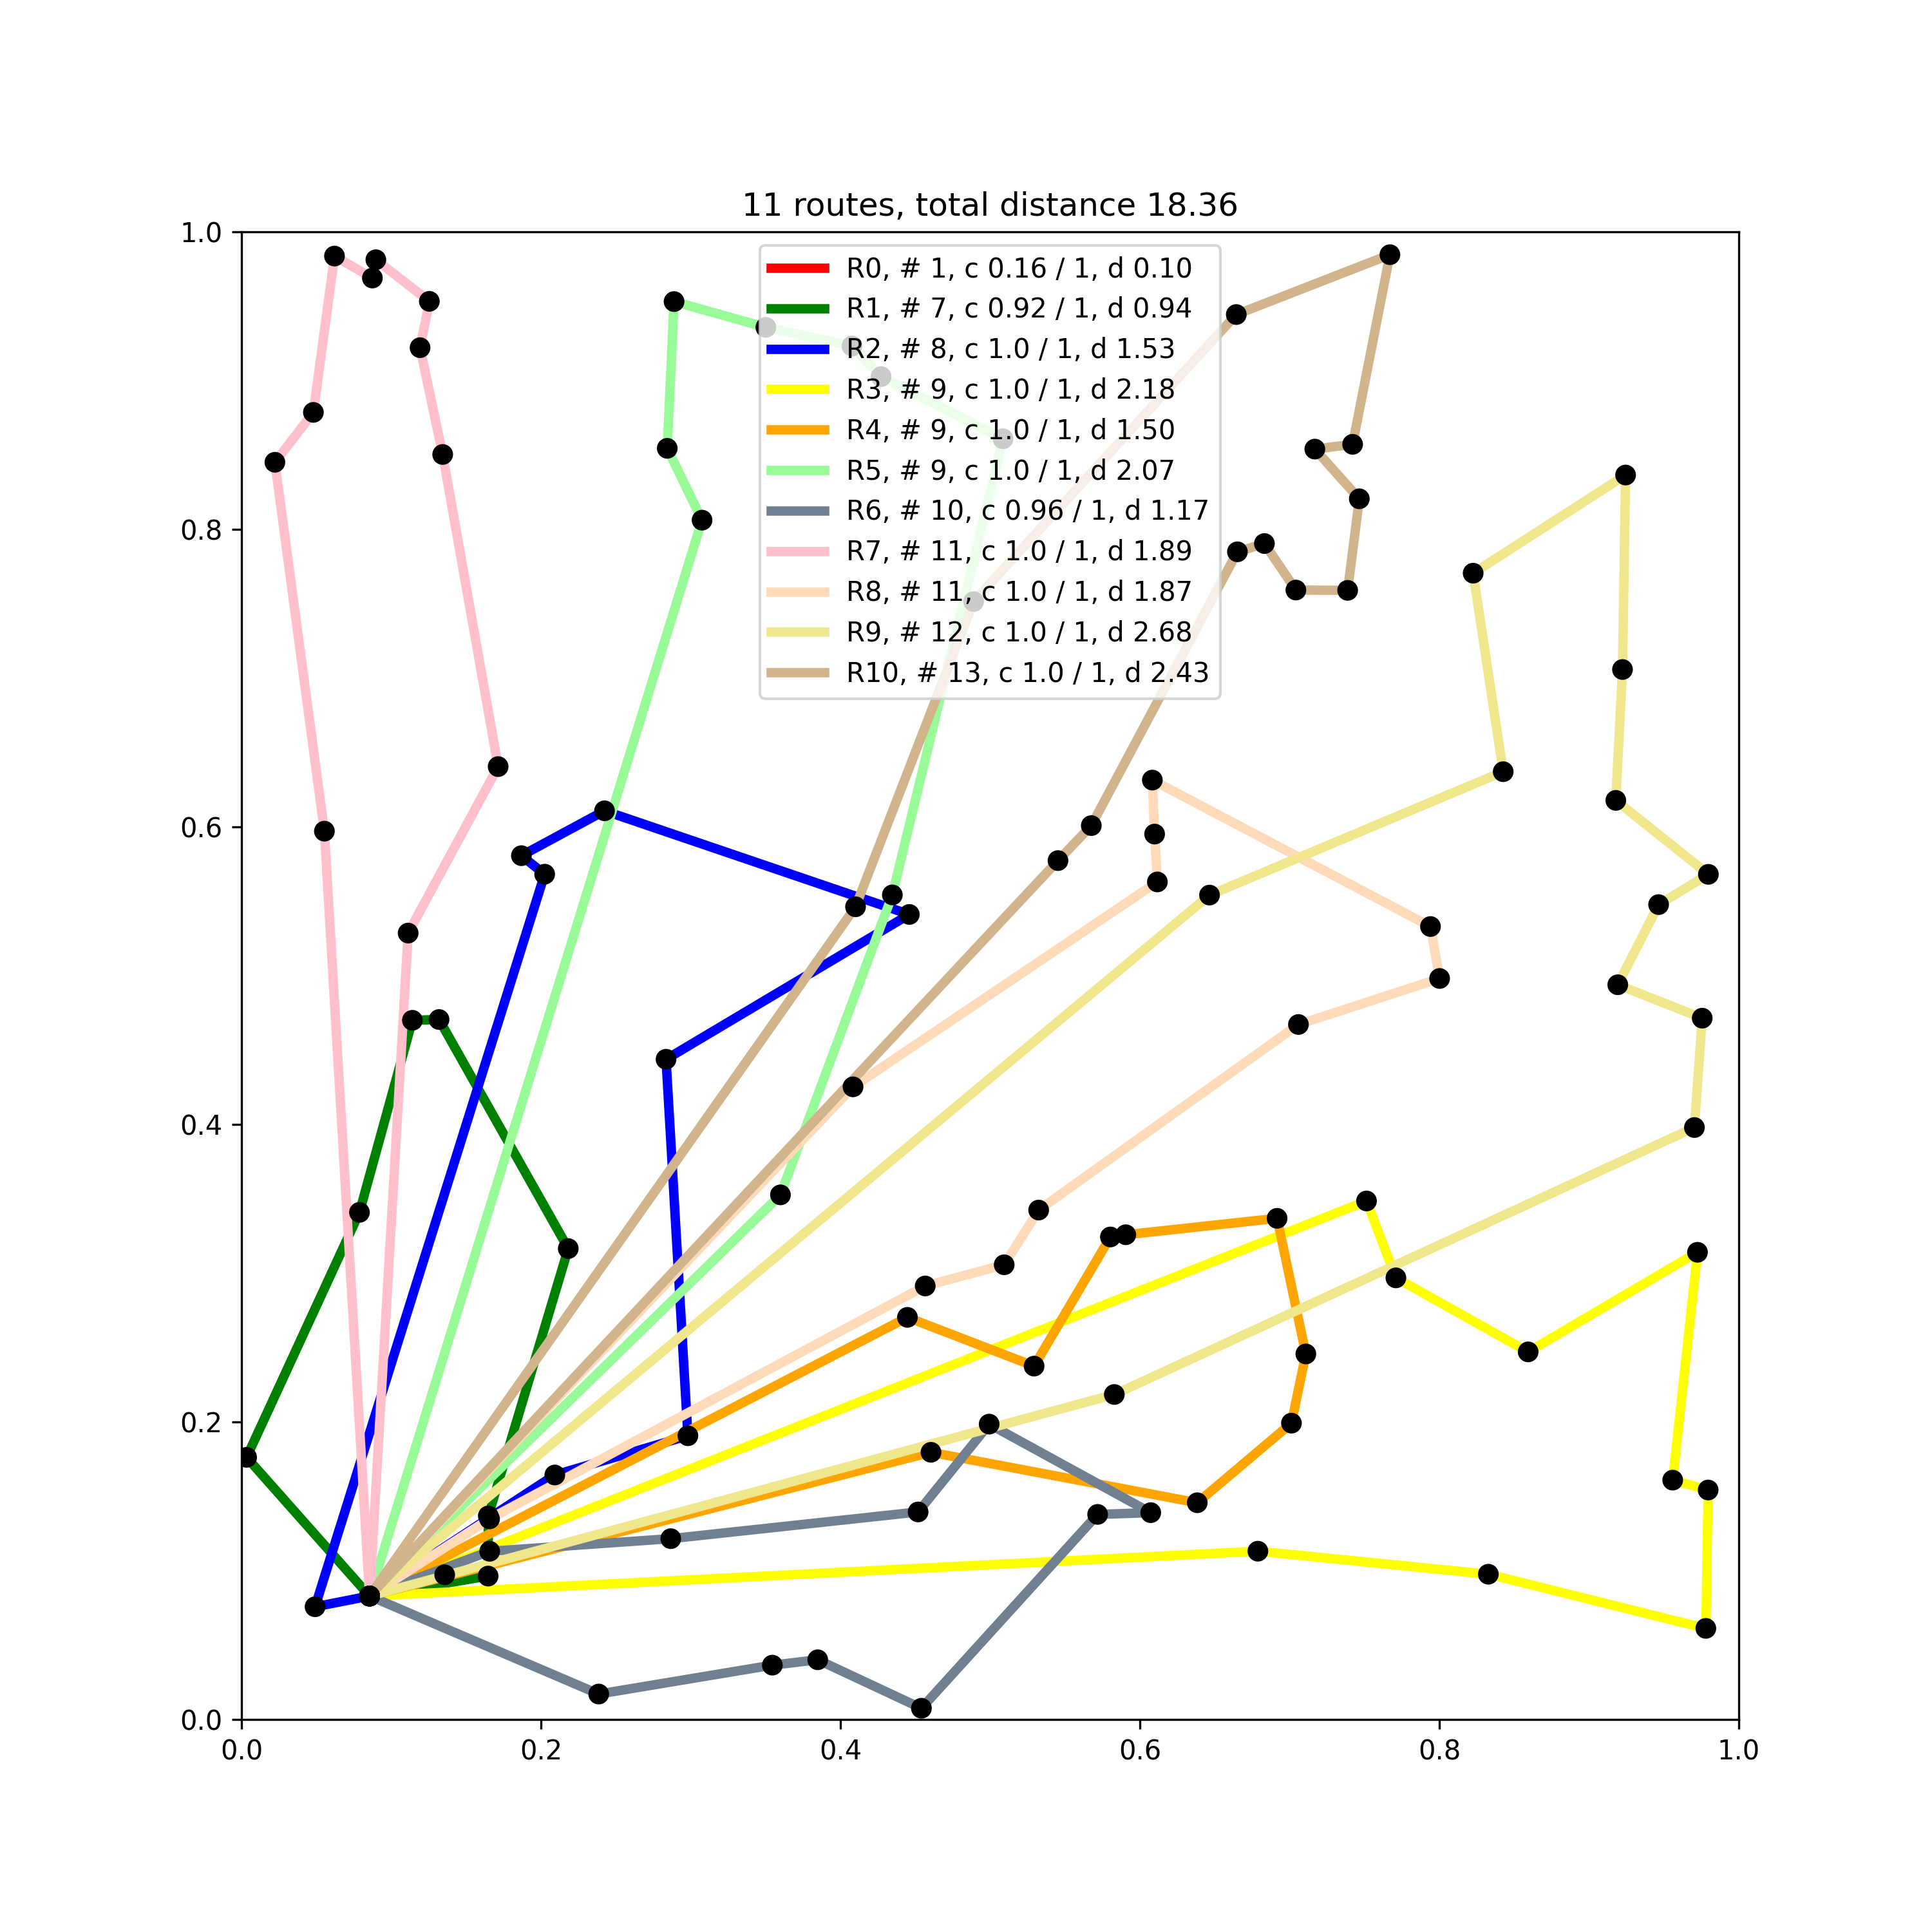 11 routes, total distance 18.36
1.0
R0, # 1, c 0.16 / 1, d 0.10
R1, # 7, c 0.92 / 1, d 0.94
R2, # 8, c 1.0 / 1, d 1.53
R3, # 9, c 1.0 / 1, d 2.18
R4, # 9, c 1.0 / 1, d 1.50
R5, # 9, c 1.0 / 1, d 2.07
R6, # 10, c 0.96 / 1, d 1.17
R7, # 11, c 1.0 / 1, d 1.89
R8, # 11, c 1.0 / 1, d 1.87
R9, # 12, c 1.0 / 1, d 2.68
R10, # 13, c 1.0 / 1, d 2.43
0.8
0.6
0.4
0.2
0.0
0.0 0.2 0.4 0.6 0.8 1.0